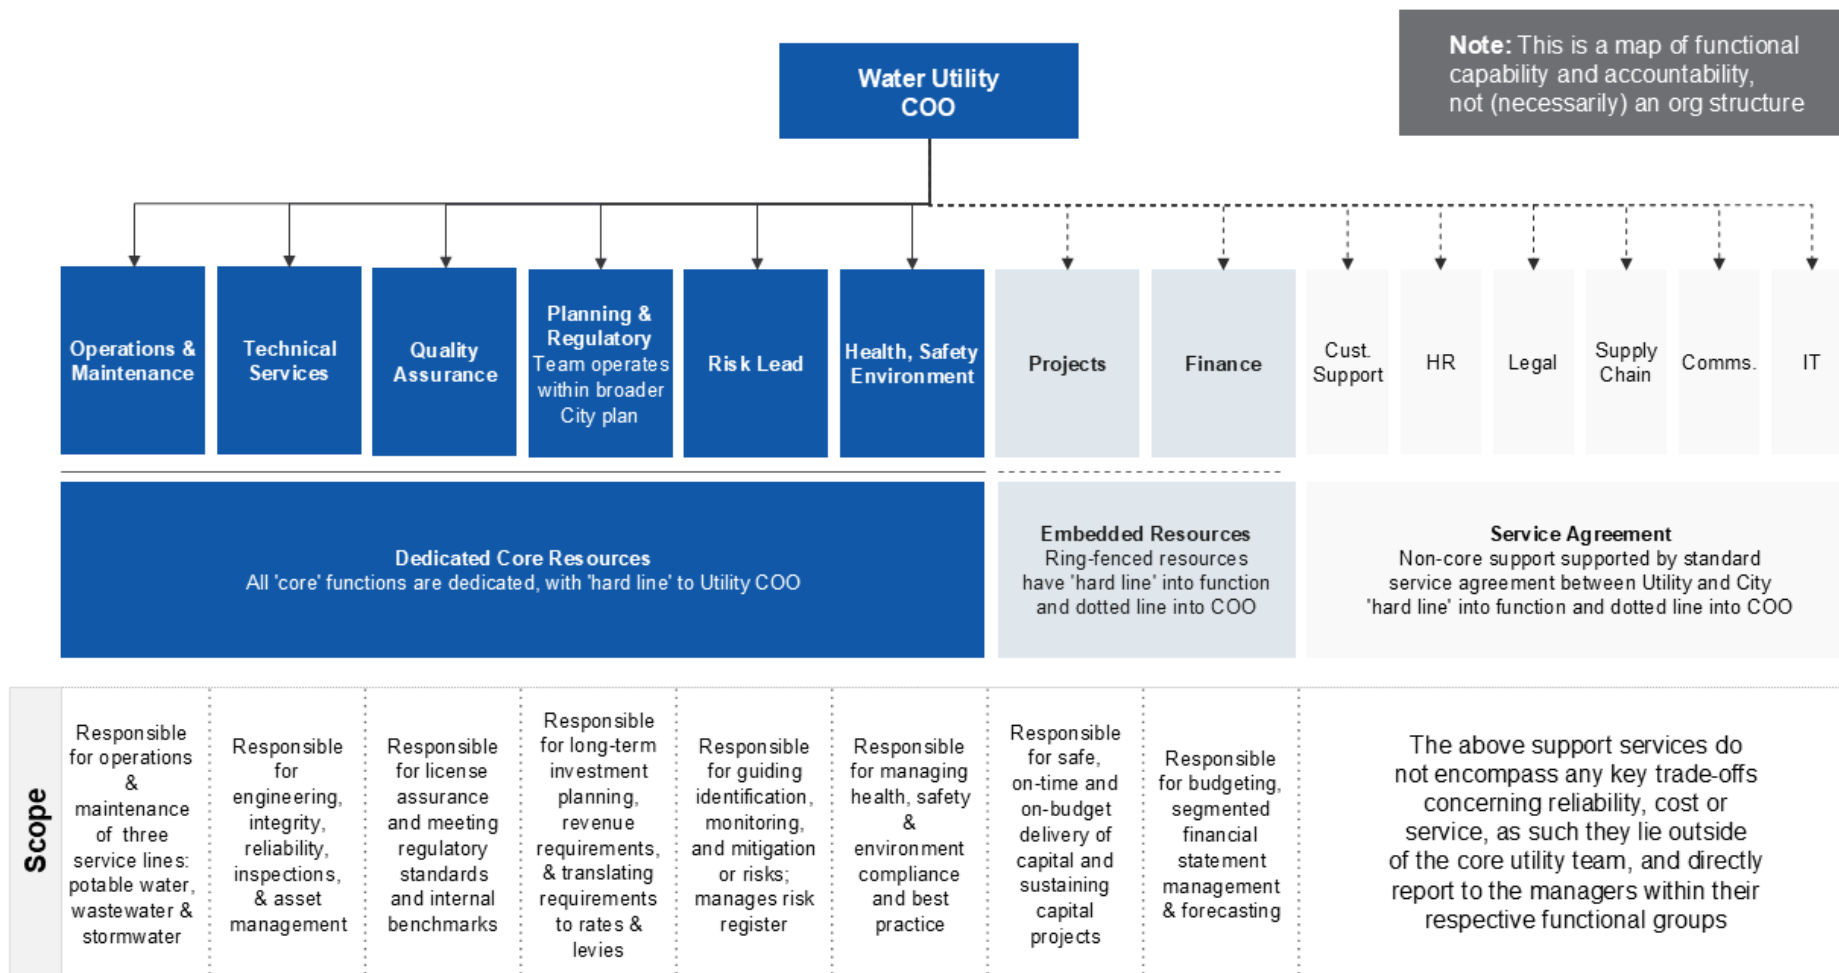 Note: This is a map of functional
capability and accountability,
not (necessarily) an org structure
Water Utility
COO
Operations &
Maintenance
Technical
Services
Quality
Assurance
Planning &
Regulatory
Team operates
within broader
City plan
Risk Lead
Health, Safety
Environment
Projects
Finance
Cust.
Support
HR
Legal
Supply
Chain
Comms.
IT
Dedicated Core Resources
All 'core' functions are dedicated, with 'hard line' to Utility COO
Embedded Resources
Ring-fenced resources
have 'hard line' into function
and dotted line into COO
Service Agreement
Non-core support supported by standard
service agreement between Utility and City
'hard line' into function and dotted line into COO
Scope
Responsible
for operations
&
maintenance
of three
service lines:
potable water,
wastewater &
stormwater
Responsible
for
engineering,
integrity,
reliability,
inspections,
& asset
management
Responsible
for license
assurance
and meeting
regulatory
standards
and internal
benchmarks
Responsible
for long-term
investment
planning,
revenue
requirements,
& translating
requirements
to rates &
levies
Responsible
for guiding
identification,
monitoring,
and mitigation
or risks;
manages risk
register
Responsible
for managing
health, safety
&
environment
compliance
and best
practice
Responsible
for safe,
on-time and
on-budget
delivery of
capital and
sustaining
capital
projects
Responsible
for budgeting,
segmented
financial
statement
management
& forecasting
The above support services do
not encompass any key trade-offs
concerning reliability, cost or
service, as such they lie outside
of the core utility team, and directly
report to the managers within their
respective functional groups